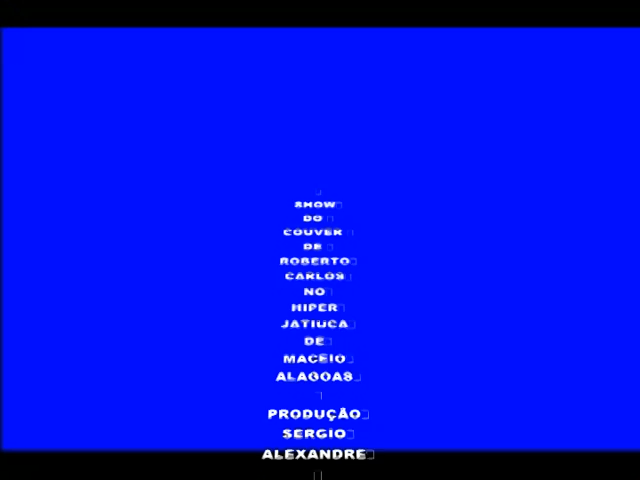 SHOW
DO
COUVER
DE
ROBERTO
CARLOS
NO
HIPER
JATIUCA
DE
MACEIO
ALAGOAS
PRODUÇÃO
SERGIO
ALEXANDRE